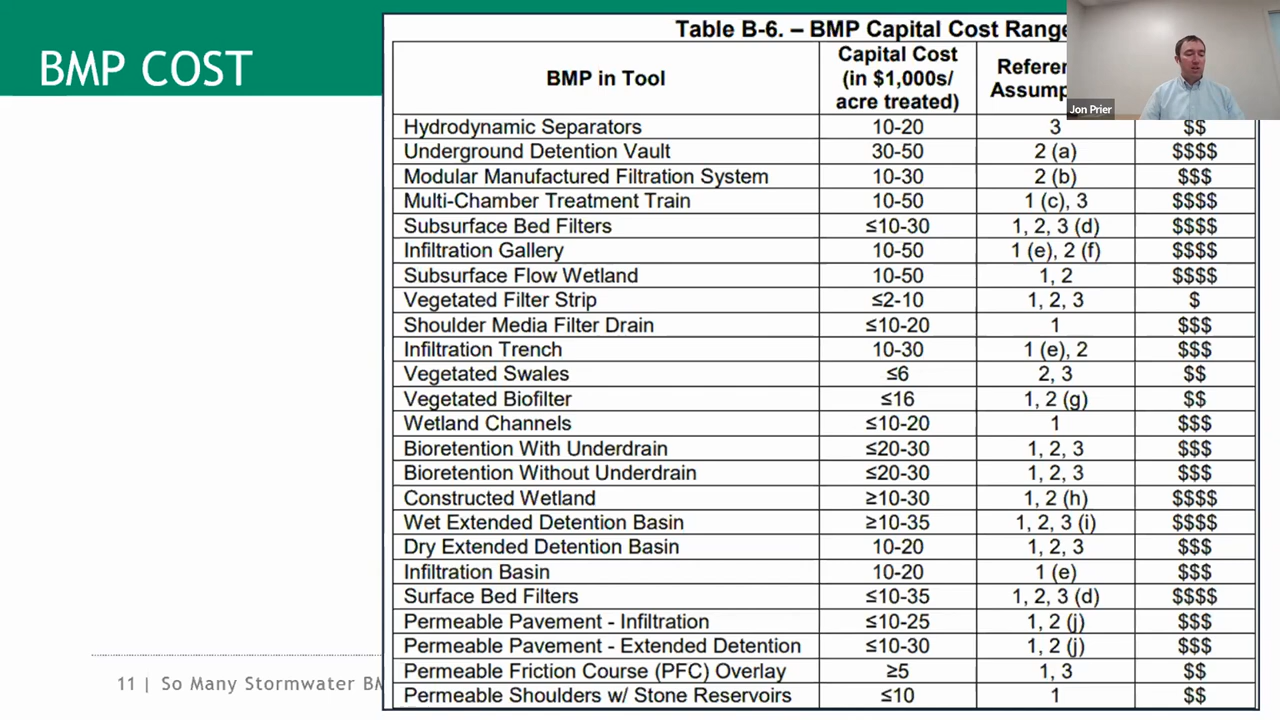 BMP COST
Table B-6. – BMP Capital Cost Range
BMP in Tool Capital Cost (in $1,000s/ acre treated)
Hydrodynamic Separators 10-20 3 $$
Underground Detention Vault 30-50 2 (a) $$$$
Modular Manufactured Filtration System 10-30 2 (b) $$$
Multi-Chamber Treatment Train 10-50 1 (c), 3 $$$$
Subsurface Bed Filters ≤10-30 1, 2, 3 (d) $$$$
Infiltration Gallery 10-50 1 (e), 2 (f) $$$$
Subsurface Flow Wetland 10-50 1, 2 $$$$
Vegetated Filter Strip ≤2-10 1, 2, 3 $
Shoulder Media Filter Drain ≤10-20 1 $$$
Infiltration Trench 10-30 1 (e), 2 $$$
Vegetated Swales ≤6 2, 3 $$
Vegetated Biofilter ≤16 1, 2 (g) $$
Wetland Channels ≤10-20 1 $$$
Bioretention With Underdrain ≤20-30 1, 2, 3 $$$
Bioretention Without Underdrain ≤20-30 1, 2, 3 $$$
Constructed Wetland ≥10-30 1, 2 (h) $$$$
Wet Extended Detention Basin ≥10-35 1, 2, 3 (i) $$$$
Dry Extended Detention Basin 10-20 1, 2, 3 $$$
Infiltration Basin 10-20 1 (e) $$$
Surface Bed Filters ≤10-35 1, 2, 3 (d) $$$$
Permeable Pavement - Infiltration ≤10-25 1, 2 (j) $$$
Permeable Pavement - Extended Detention ≤10-30 1, 2 (j) $$$
Permeable Friction Course (PFC) Overlay ≥5 1, 3 $$
Permeable Shoulders w/ Stone Reservoirs ≤10 1 $$
Jon Prier
11 | So Many Stormwater